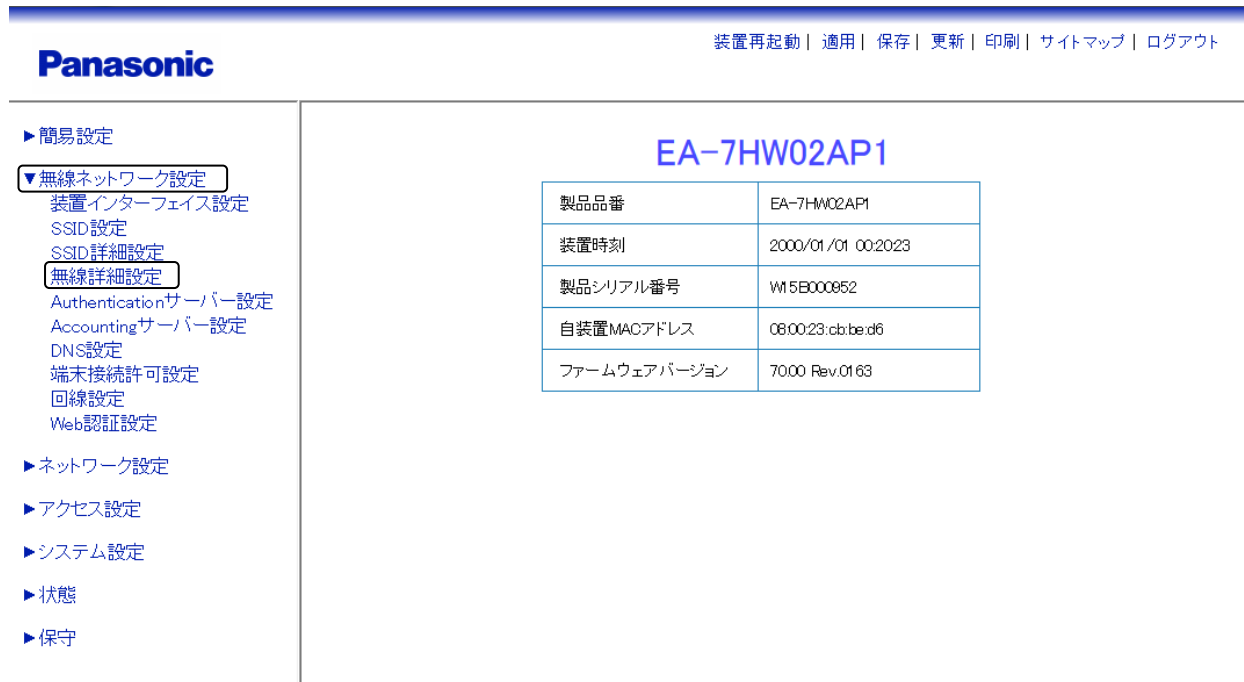 Panasonic
装置再起動| 適用| 保存| 更新| 印刷| サイトマップ| ログアウト
▶簡易設定
▼無線ネットワーク設定
装置インターフェイス設定
SSID設定
SSID詳細設定
無線詳細設定
Authenticationサーバー設定
Accountingサーバー設定
DNS設定
端末接続許可設定
回線設定
Web認証設定
▶ネットワーク設定
▶アクセス設定
▶システム設定
▶状態
▶保守
EA-7HW02AP1
製品品番 EA-7HW02AP1
装置時刻 2000/01/01 00:20:23
製品シリアル番号 W15B000952
自装置MACアドレス 08:00:23:cb:be:d6
ファームウェアバージョン 70.00 Rev.0163